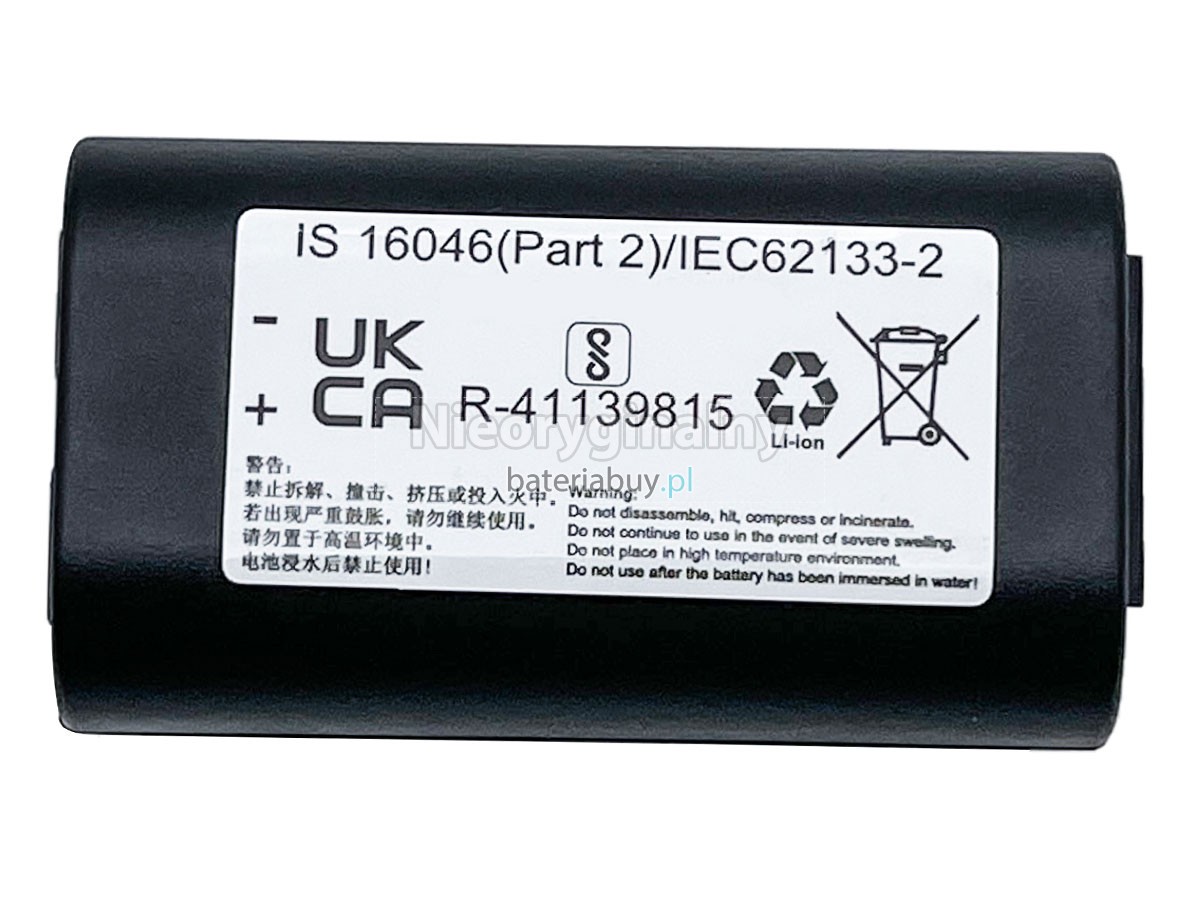 IS 16046(Part 2)/IEC62133-2
-
UK
+
CA
R-41139815
Nieoryginalny
Li-ion
bateriabuy.pl
警告:
禁止拆解、撞击、挤压或投入火中。
若出现严重鼓胀，请勿继续使用。
请勿置于高温环境中。
电池浸水后禁止使用!
Warning:
Do not disassemble, hit, compress or incinerate.
Do not continue to use in the event of severe swelling.
Do not place in high temperature environment.
Do not use after the battery has been immersed in water!